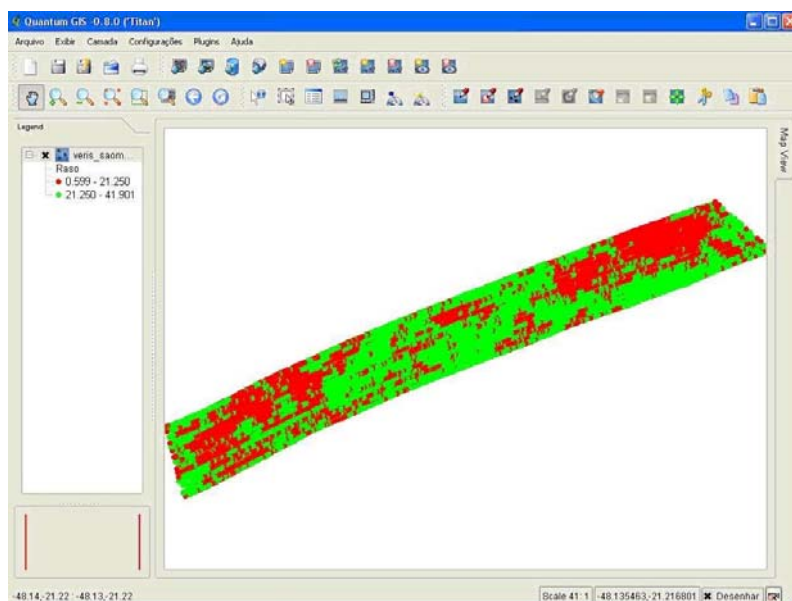 Quantum GIS -0.8.0 ('Titan')
Arquivo Exibir Camada Configurações Plugins Ajuda
Legend
veris_saom...
Raso
0.599 - 21.250
21.250 - 41.901
Map View
-48.14,-21.22 : -48.13,-21.22
Scale 41: 1
-48.135463,-21.216801
Desenhar